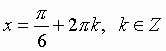 x = π/6 + 2πk, k ∈ Z